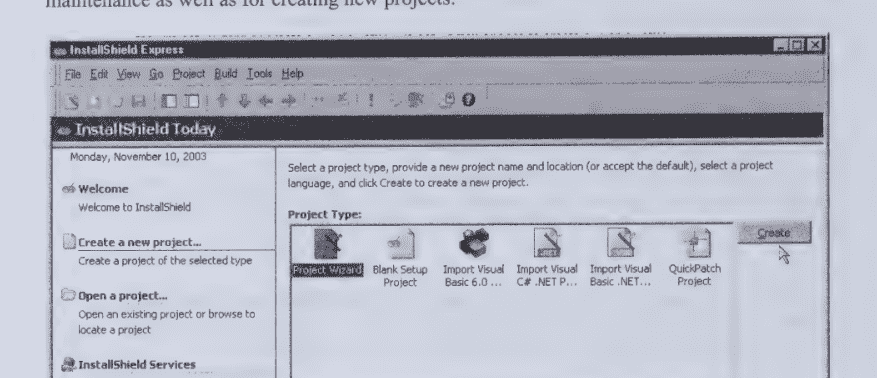 maintenance as well as for creating new projects.
InstallShield Express
File Edit View Go Project Build Tools Help
InstallShield Today
Monday, November 10, 2003
Welcome
Welcome to InstallShield
Create a new project...
Create a project of the selected type
Open a project...
Open an existing project or browse to
locate a project
InstallShield Services
Select a project type, provide a new project name and location (or accept the default), select a project
language, and click Create to create a new project.
Project Type:
Create
Project Wizard
Blank Setup
Project
Import Visual
Basic 6.0 ...
Import Visual
C# .NET P...
Import Visual
Basic .NET...
QuickPatch
Project